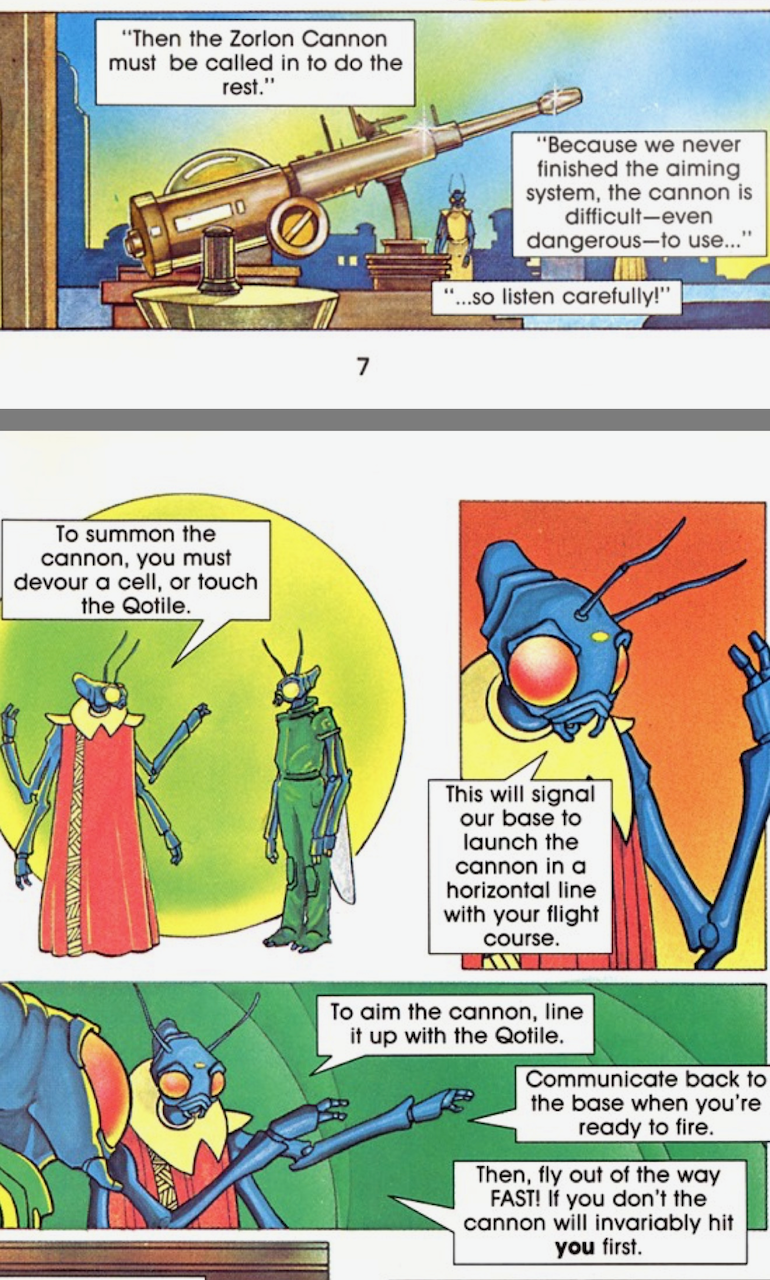 "Then the Zorlon Cannon
must be called in to do the
rest."
"Because we never
finished the aiming
system, the cannon is
difficult—even
dangerous—to use..."
"...so listen carefully!"
7
To summon the
cannon, you must
devour a cell, or touch
the Qotile.
This will signal
our base to
launch the
cannon in a
horizontal line
with your flight
course.
To aim the cannon, line
it up with the Qotile.
Communicate back to
the base when you're
ready to fire.
Then, fly out of the way
FAST! If you don't the
cannon will invariably hit
you first.